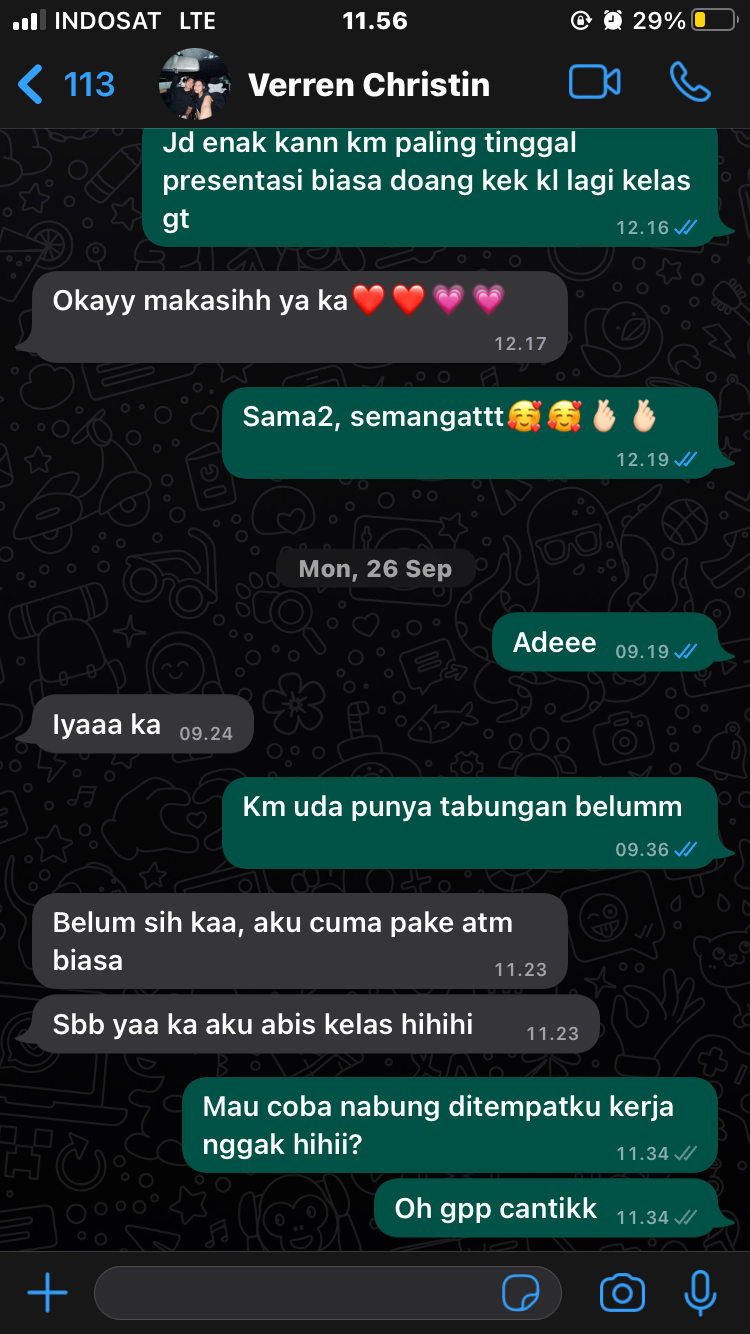 INDOSAT LTE 11.56 29%
113 Verren Christin
Jd enak kann km paling tinggal
presentasi biasa doang kek kl lagi kelas
gt 12.16
Okayy makasihh ya ka❤️❤️💗💗
12.17
Sama2, semangattt🥰🥰🫰🏻🫰🏻
12.19
Mon, 26 Sep
Adeee 09.19
Iyaaa ka 09.24
Km uda punya tabungan belumm
09.36
Belum sih kaa, aku cuma pake atm
biasa 11.23
Sbb yaa ka aku abis kelas hihihi 11.23
Mau coba nabung ditempatku kerja
nggak hihii? 11.34
Oh gpp cantikk 11.34